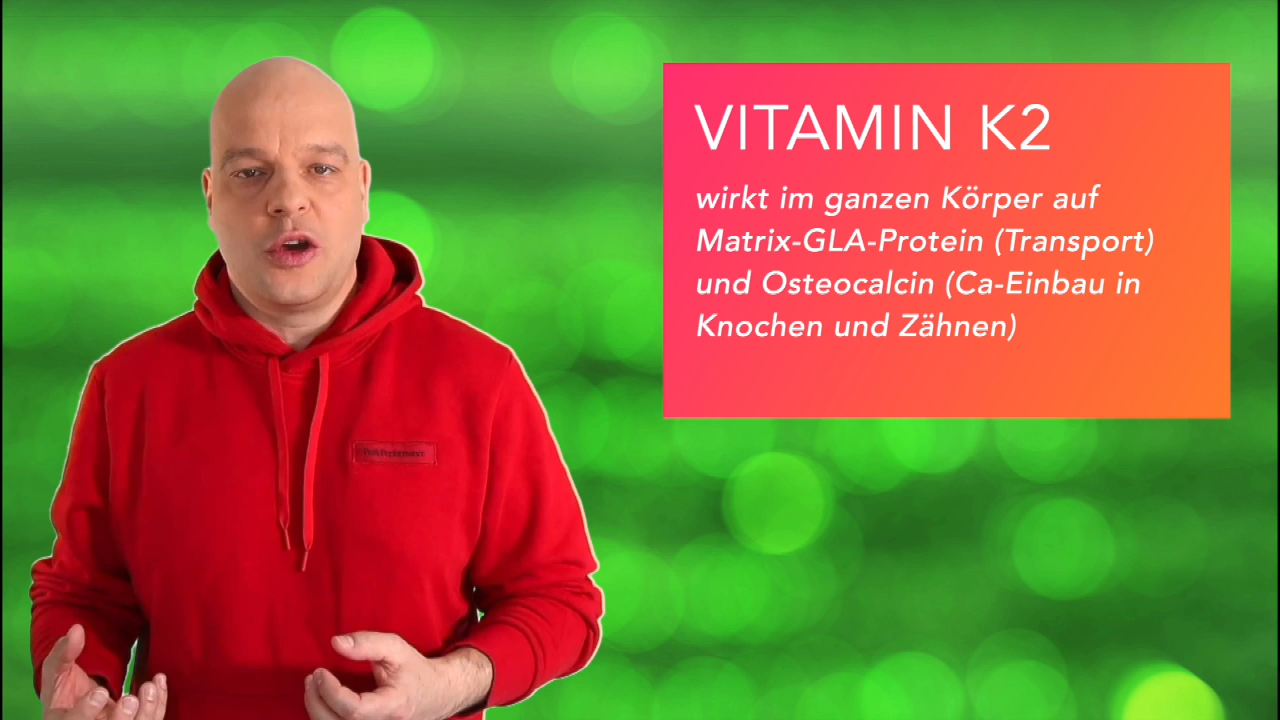 VITAMIN K2
wirkt im ganzen Körper auf
Matrix-GLA-Protein (Transport)
und Osteocalcin (Ca-Einbau in
Knochen und Zähnen)